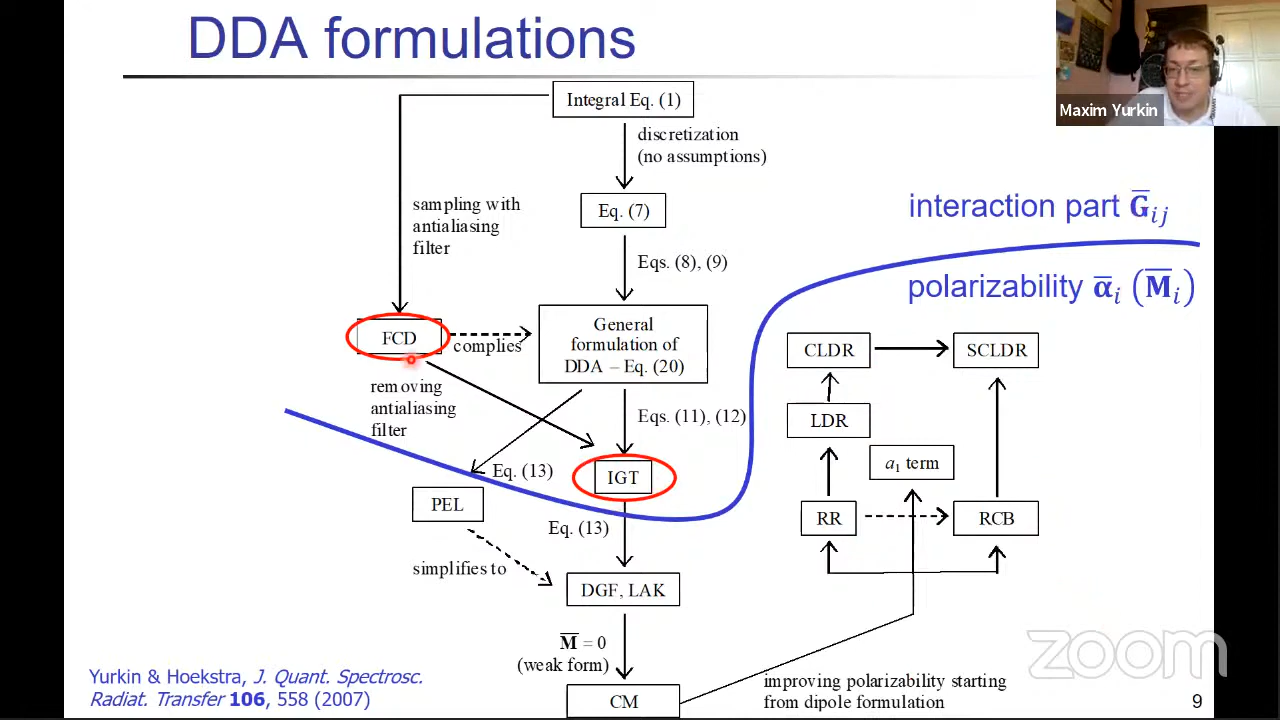 DDA formulations
Maxim Yurkin
Integral Eq. (1)
discretization
(no assumptions)
sampling with
antialiasing
filter
Eq. (7)
interaction part G̅ᵢⱼ
Eqs. (8), (9)
polarizability α̅ᵢ (M̅ᵢ)
FCD
complies
General
formulation of
DDA – Eq. (20)
CLDR
SCLDR
removing
antialiasing
filter
Eqs. (11), (12)
LDR
a₁ term
Eq. (13)
IGT
PEL
RR
RCB
Eq. (13)
simplifies to
DGF, LAK
M̅ = 0
(weak form)
CM
improving polarizability starting
from dipole formulation
Yurkin & Hoekstra, J. Quant. Spectrosc.
Radiat. Transfer 106, 558 (2007)
zoom
9